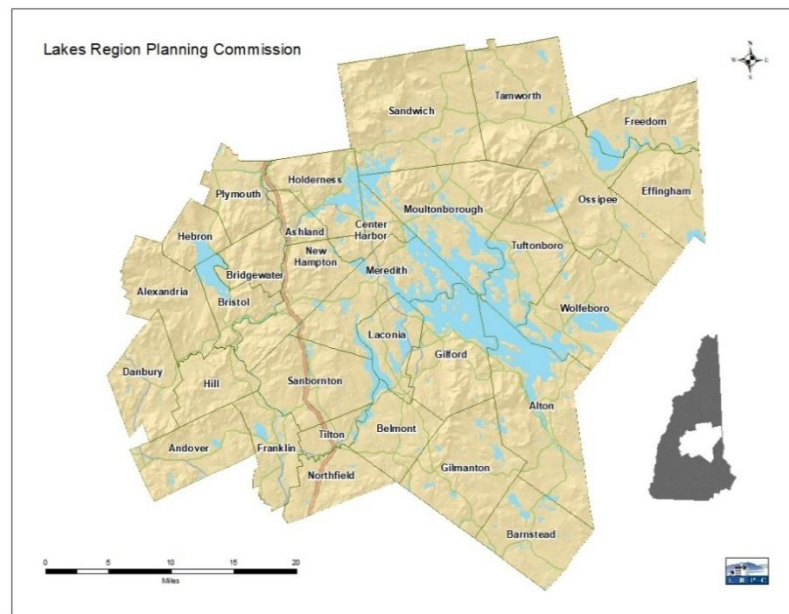 Lakes Region Planning Commission
N
W
E
S
Tamworth
Sandwich
Freedom
Holderness
Effingham
Plymouth
Ossipee
Moultonborough
Center
Harbor
Ashland
Hebron
Tuftonboro
New
Hampton
Meredith
Bridgewater
Alexandria
Bristol
Wolfeboro
Laconia
Gilford
Danbury
Hill
Sanbornton
Alton
Belmont
Tilton
Andover
Franklin
Gilmanton
Northfield
Barnstead
0 5 10 15 20
Miles
L R P C